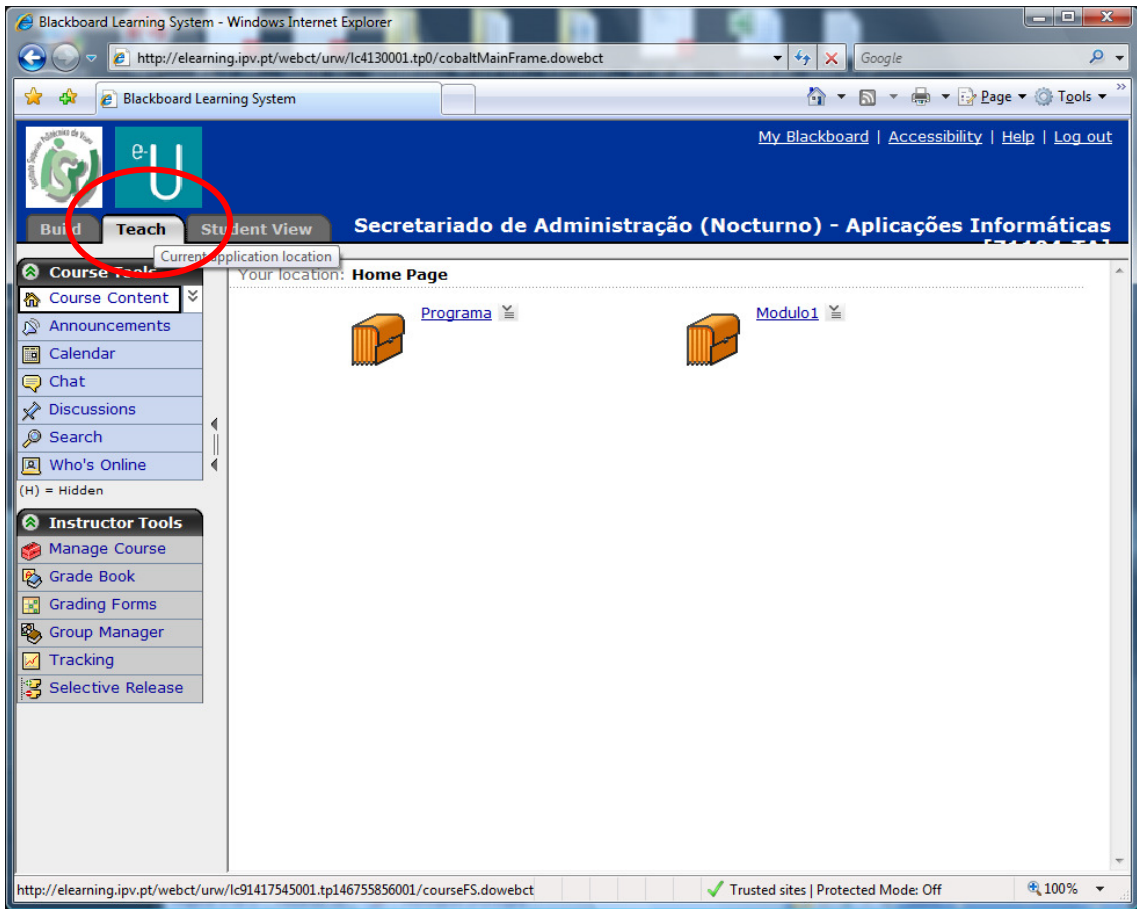 Blackboard Learning System - Windows Internet Explorer
http://elearning.ipv.pt/webct/urw/lc4130001.tp0/cobaltMainFrame.dowebct
Google
Blackboard Learning System
Page
Tools
My Blackboard | Accessibility | Help | Log out
e-U
Build Teach Student View
Secretariado de Administração (Nocturno) - Aplicações Informáticas
Current application location
Course Tools
Your location: Home Page
Course Content
Programa
Modulo1
Announcements
Calendar
Chat
Discussions
Search
Who's Online
(H) = Hidden
Instructor Tools
Manage Course
Grade Book
Grading Forms
Group Manager
Tracking
Selective Release
http://elearning.ipv.pt/webct/urw/lc91417545001.tp146755856001/courseFS.dowebct
Trusted sites | Protected Mode: Off
100%